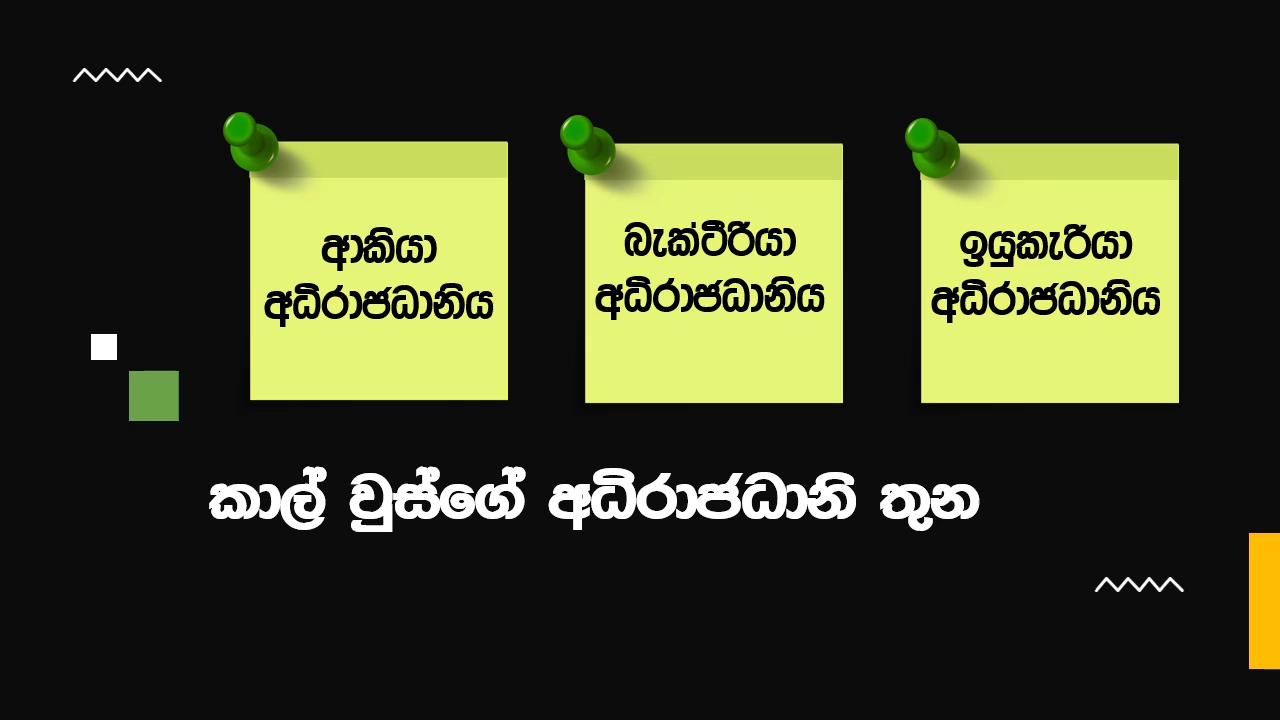 ආකියා
අධිරාජධානිය
බැක්ටීරියා
අධිරාජධානිය
ඉයුකැරියා
අධිරාජධානිය
කාල් වුස්ගේ අධිරාජධානි තුන